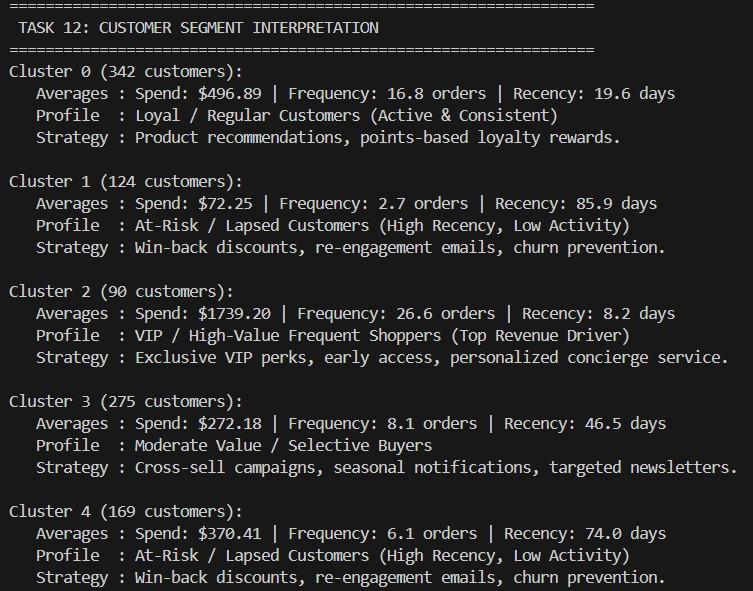 =================================================================
TASK 12: CUSTOMER SEGMENT INTERPRETATION
=================================================================
Cluster 0 (342 customers):
Averages : Spend: $496.89 | Frequency: 16.8 orders | Recency: 19.6 days
Profile  : Loyal / Regular Customers (Active & Consistent)
Strategy : Product recommendations, points-based loyalty rewards.
Cluster 1 (124 customers):
Averages : Spend: $72.25 | Frequency: 2.7 orders | Recency: 85.9 days
Profile  : At-Risk / Lapsed Customers (High Recency, Low Activity)
Strategy : Win-back discounts, re-engagement emails, churn prevention.
Cluster 2 (90 customers):
Averages : Spend: $1739.20 | Frequency: 26.6 orders | Recency: 8.2 days
Profile  : VIP / High-Value Frequent Shoppers (Top Revenue Driver)
Strategy : Exclusive VIP perks, early access, personalized concierge service.
Cluster 3 (275 customers):
Averages : Spend: $272.18 | Frequency: 8.1 orders | Recency: 46.5 days
Profile  : Moderate Value / Selective Buyers
Strategy : Cross-sell campaigns, seasonal notifications, targeted newsletters.
Cluster 4 (169 customers):
Averages : Spend: $370.41 | Frequency: 6.1 orders | Recency: 74.0 days
Profile  : At-Risk / Lapsed Customers (High Recency, Low Activity)
Strategy : Win-back discounts, re-engagement emails, churn prevention.